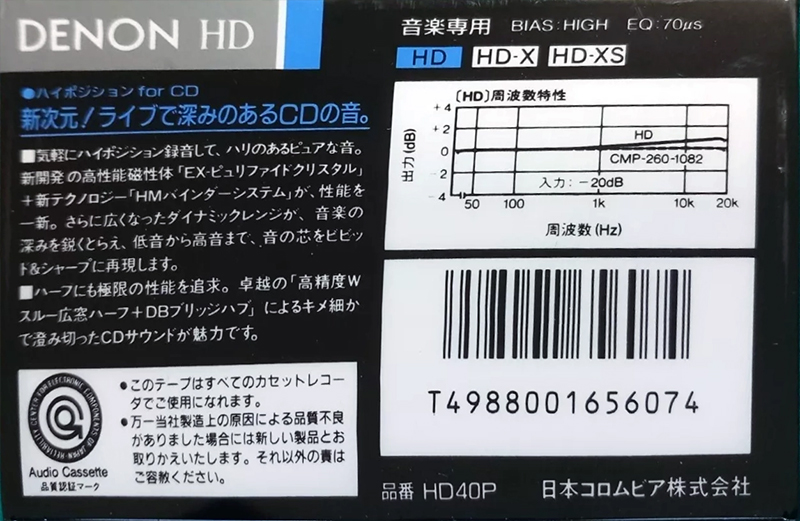 DENON HD
音楽専用 BIAS:HIGH EQ:70μs
HD HD-X HD-XS
●ハイポジション for CD
新次元!ライブで深みのあるCDの音。
■気軽にハイポジション録音して、ハリのあるピュアな音。
新開発の高性能磁性体「EX-ピュリファイドクリスタル」
+新テクノロジー「HMバインダーシステム」が、性能を
一新。さらに広くなったダイナミックレンジが、音楽の
深みを鋭くとらえ、低音から高音まで、音の芯をビビッ
ド&シャープに再現します。
■ハーフにも極限の性能を追求。卓越の「高精度W
スルー広窓ハーフ+DBブリッジハブ」によるキメ細か
で澄み切ったCDサウンドが魅力です。
〔HD〕周波数特性
出力(dB)
+4
+2
0
-2
-4
HD
CMP-260-1082
入力:-20dB
50 100 1k 10k 20k
周波数(Hz)
T4988001656074
RELIABILITY CENTER FOR ELECTRONIC COMPONENTS OF JAPAN
Audio Cassette
品質認証マーク
●このテープはすべてのカセットレコー
ダでご使用になれます。
●万一当社製造上の原因による品質不良
がありました場合には新しい製品とお
取りかえいたします。それ以外の責は
ご容赦ください。
品番 HD40P 日本コロムビア株式会社